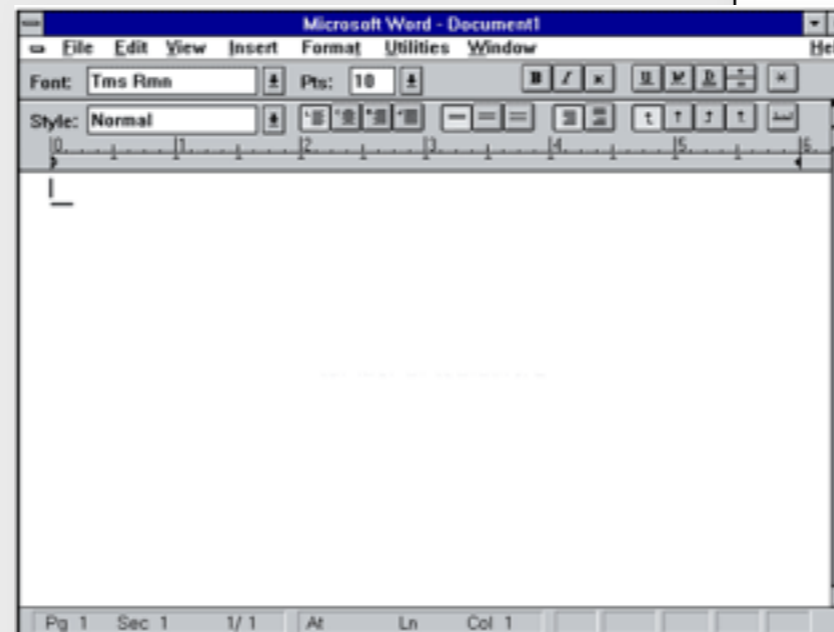 Microsoft Word - Document1
File Edit View Insert Format Utilities Window Hel
Font: Tms Rmn Pts: 10 B I K U W D
Style: Normal
0 1 2 3 4 5 6
Pg 1 Sec 1 1/1 At Ln Col 1